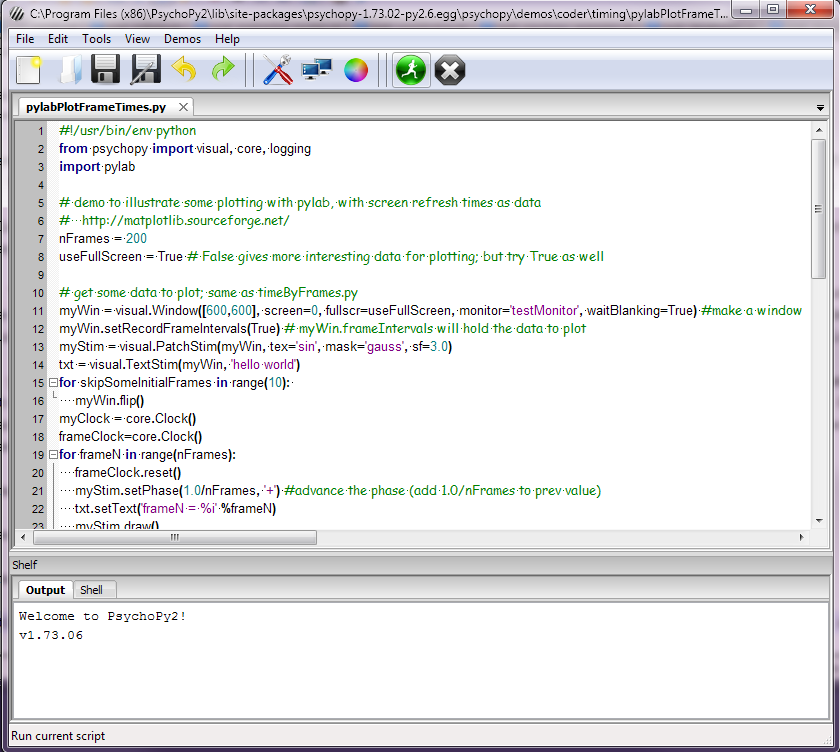 C:\Program Files (x86)\PsychoPy2\lib\site-packages\psychopy-1.73.02-py2.6.egg\psychopy\demos\coder\timing\pylabPlotFrameT...
File Edit Tools View Demos Help
pylabPlotFrameTimes.py
1 #!/usr/bin/env python
2 from psychopy import visual, core, logging
3 import pylab
4
5 # demo to illustrate some plotting with pylab, with screen refresh times as data
6 #   http://matplotlib.sourceforge.net/
7 nFrames = 200
8 useFullScreen = True # False gives more interesting data for plotting; but try True as well
9
10 # get some data to plot; same as timeByFrames.py
11 myWin = visual.Window([600,600], screen=0, fullscr=useFullScreen, monitor='testMonitor', waitBlanking=True) #make a window
12 myWin.setRecordFrameIntervals(True) # myWin.frameIntervals will hold the data to plot
13 myStim = visual.PatchStim(myWin, tex='sin', mask='gauss', sf=3.0)
14 txt = visual.TextStim(myWin, 'hello world')
15 for skipSomeInitialFrames in range(10):
16     myWin.flip()
17 myClock = core.Clock()
18 frameClock=core.Clock()
19 for frameN in range(nFrames):
20     frameClock.reset()
21     myStim.setPhase(1.0/nFrames, '+') #advance the phase (add 1.0/nFrames to prev value)
22     txt.setText('frameN = %i' %frameN)
23     myStim.draw()
Shelf
Output Shell
Welcome to PsychoPy2!
v1.73.06
Run current script